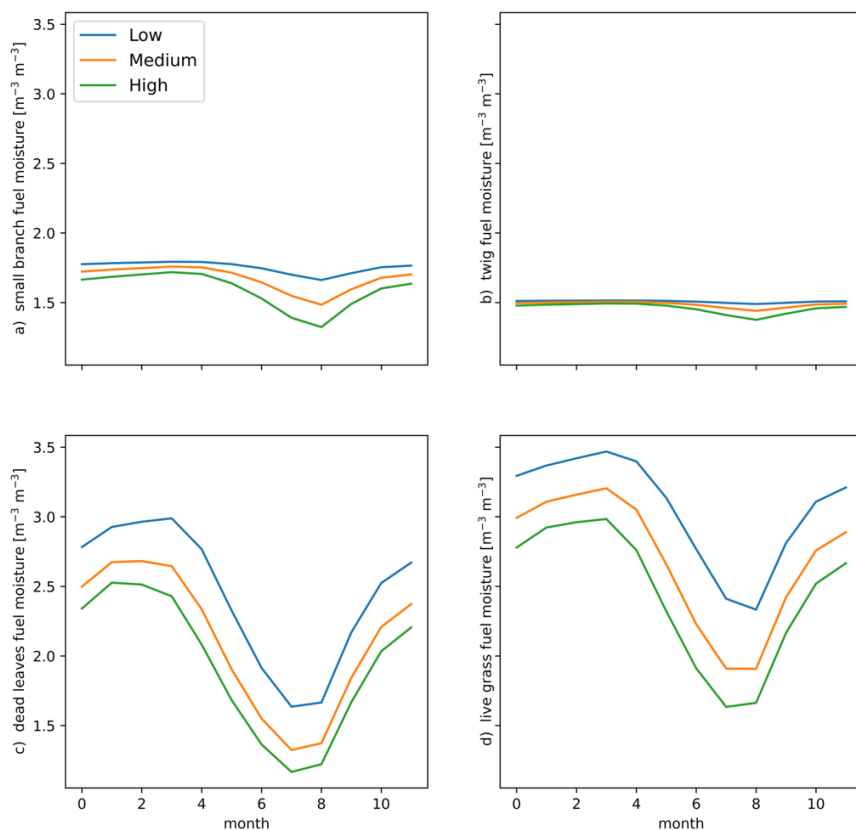 a) small branch fuel moisture [m⁻³ m⁻³]
3.5
3.0
2.5
2.0
1.5
Low
Medium
High
b) twig fuel moisture [m⁻³ m⁻³]
c) dead leaves fuel moisture [m⁻³ m⁻³]
3.5
3.0
2.5
2.0
1.5
0 2 4 6 8 10
month
d) live grass fuel moisture [m⁻³ m⁻³]
0 2 4 6 8 10
month